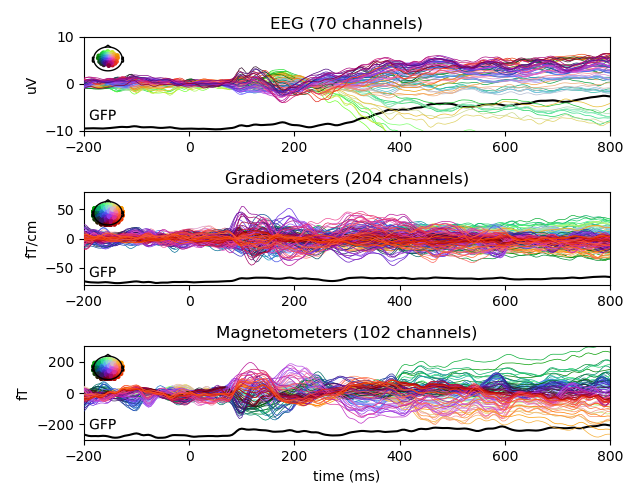 EEG (70 channels)
10
0
−10
uV
GFP
−200 0 200 400 600 800
Gradiometers (204 channels)
50
0
−50
fT/cm
GFP
−200 0 200 400 600 800
Magnetometers (102 channels)
200
0
−200
fT
GFP
−200 0 200 400 600 800
time (ms)